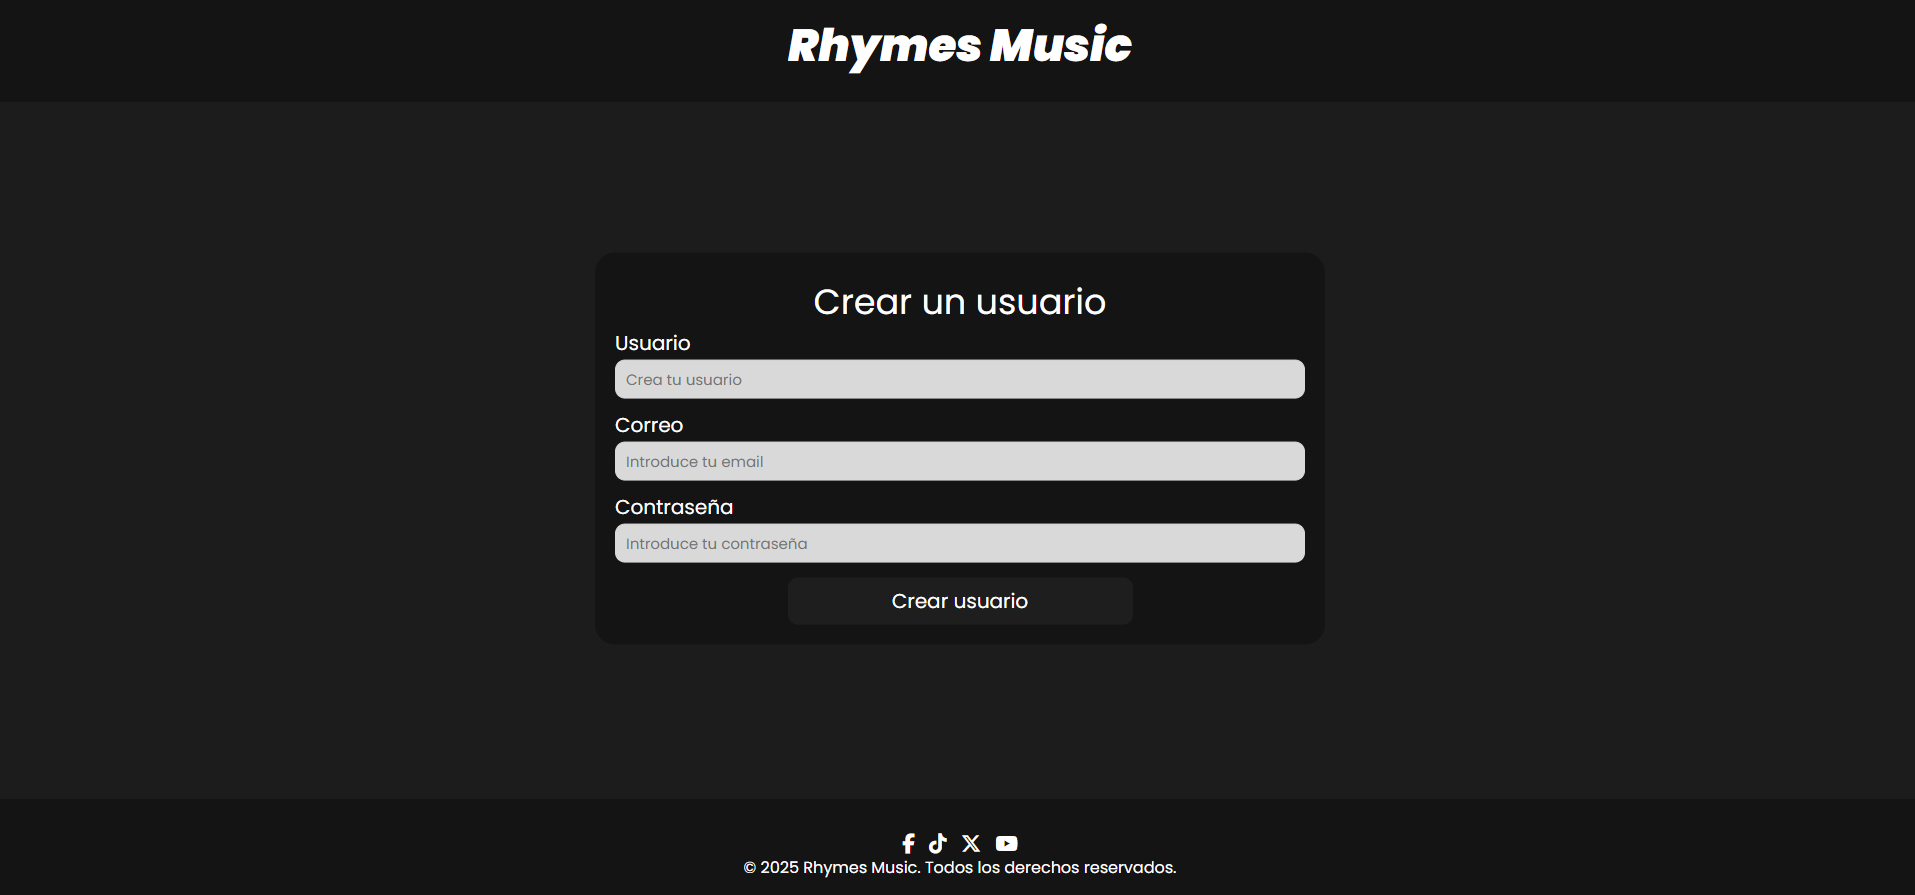 Rhymes Music
Crear un usuario
Usuario
Crea tu usuario
Correo
Introduce tu email
Contraseña
Introduce tu contraseña
Crear usuario
© 2025 Rhymes Music. Todos los derechos reservados.